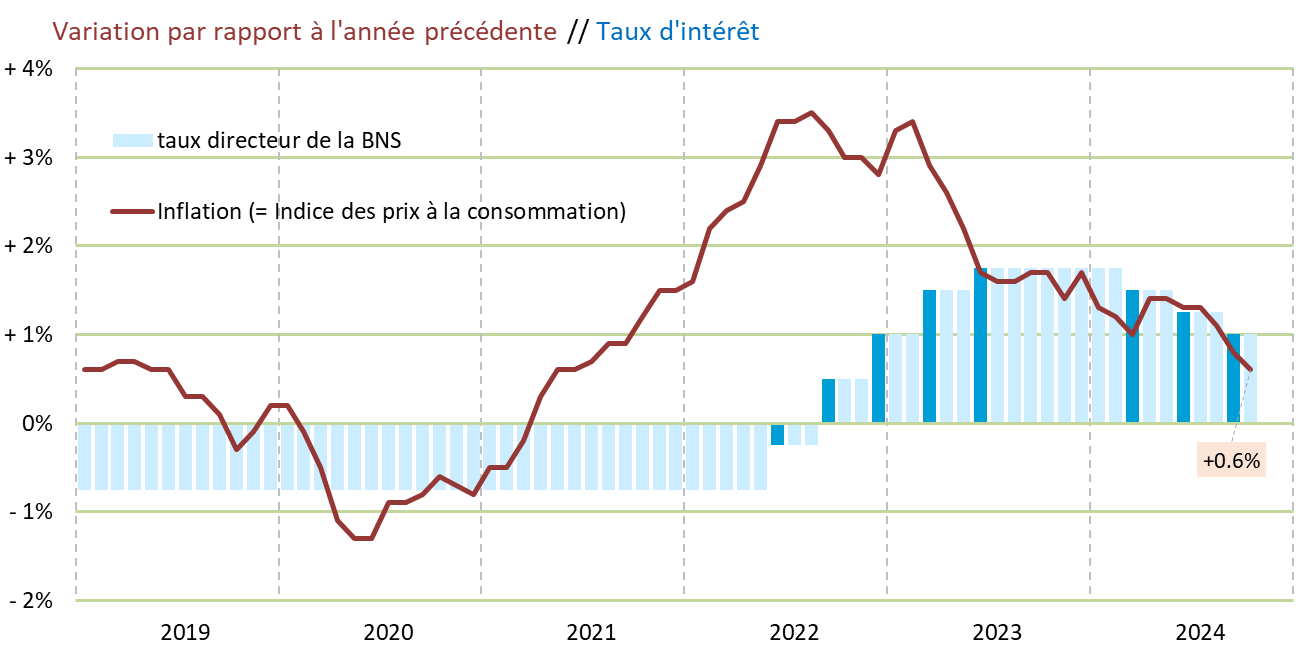 Variation par rapport à l'année précédente // Taux d'intérêt
+ 4%
taux directeur de la BNS
+ 3%
Inflation (= Indice des prix à la consommation)
+ 2%
+ 1%
0%
+0.6%
- 1%
- 2%
2019 2020 2021 2022 2023 2024